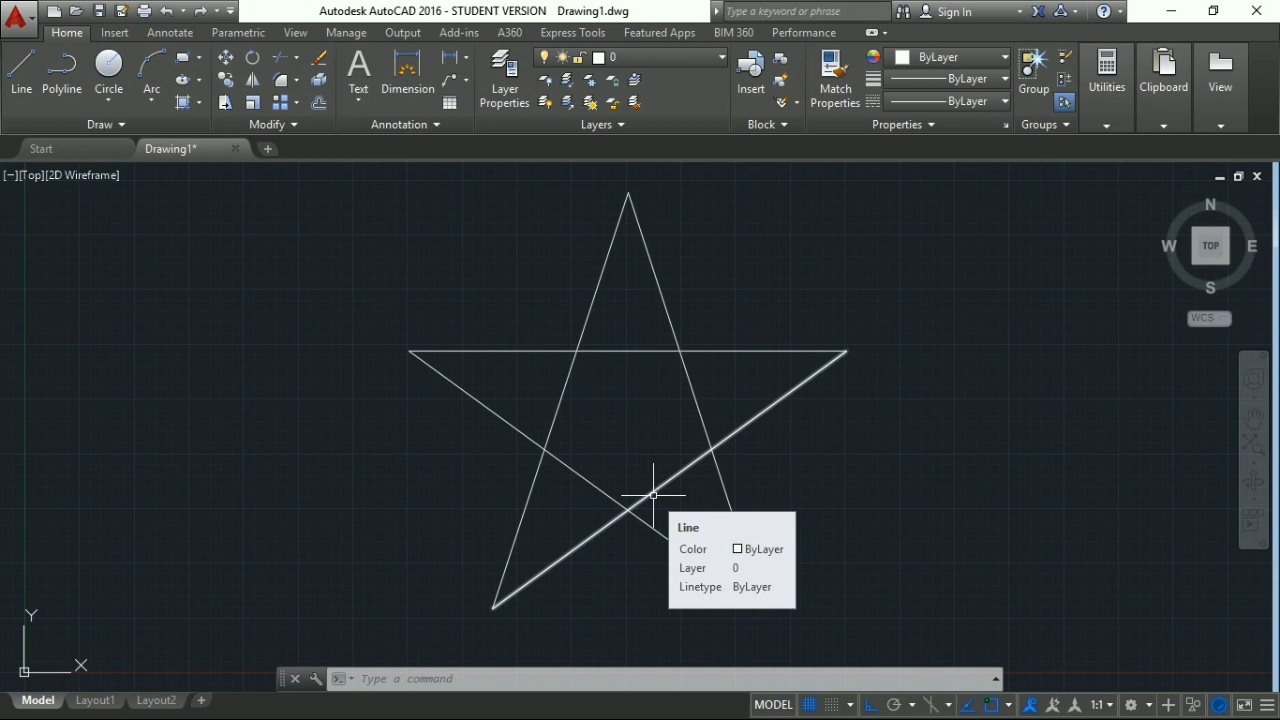 Autodesk AutoCAD 2016 - STUDENT VERSION Drawing1.dwg
Type a keyword or phrase
Sign In
Home Insert Annotate Parametric View Manage Output Add-ins A360 Express Tools Featured Apps BIM 360 Performance
0
ByLayer
ByLayer
ByLayer
Line Polyline Circle Arc
A
Text Dimension
Layer Properties
Insert
Match Properties
Group
Utilities
Clipboard
View
Draw Modify Annotation Layers Block Properties Groups
Start Drawing1*
[−][Top][2D Wireframe]
N
W TOP E
S
WCS
Line
Color ByLayer
Layer 0
Linetype ByLayer
Y
X
Type a command
Model Layout1 Layout2
MODEL
1:1